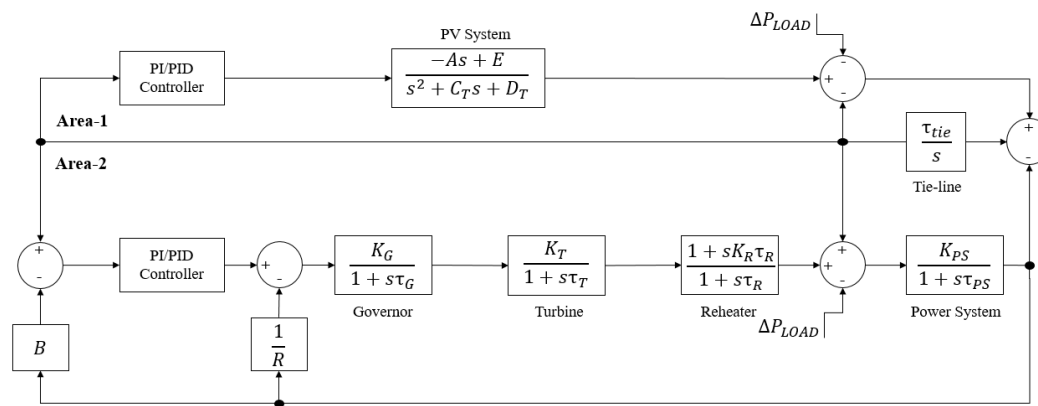 ΔP_LOAD
PV System
PI/PID
Controller
−As + E
s² + C_T s + D_T
+
-
-
Area-1
Area-2
τ_tie
s
Tie-line
+
-
+
-
PI/PID
Controller
+
-
K_G
1 + sτ_G
Governor
K_T
1 + sτ_T
Turbine
1 + sK_Rτ_R
1 + sτ_R
Reheater
+
+
-
ΔP_LOAD
K_PS
1 + sτ_PS
Power System
B
1
R